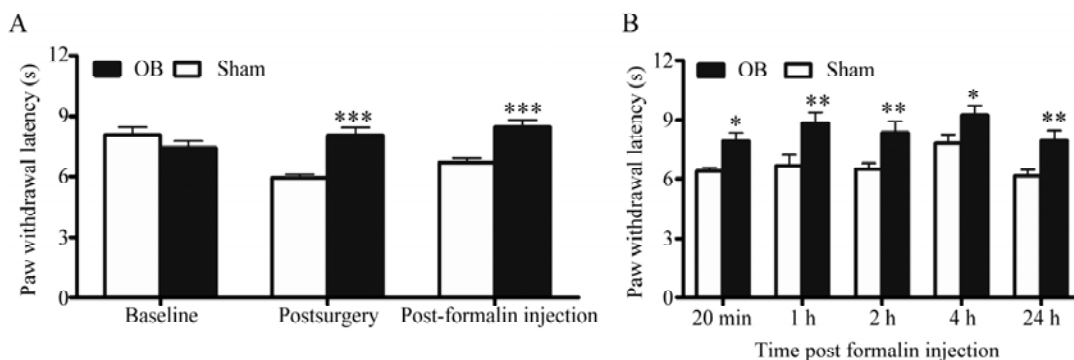 A
Paw withdrawal latency (s)
12
9
6
3
0
OB Sham
***
***
Baseline Postsurgery Post-formalin injection
B
Paw withdrawal latency (s)
12
9
6
3
0
OB Sham
*
**
**
*
**
20 min 1 h 2 h 4 h 24 h
Time post formalin injection